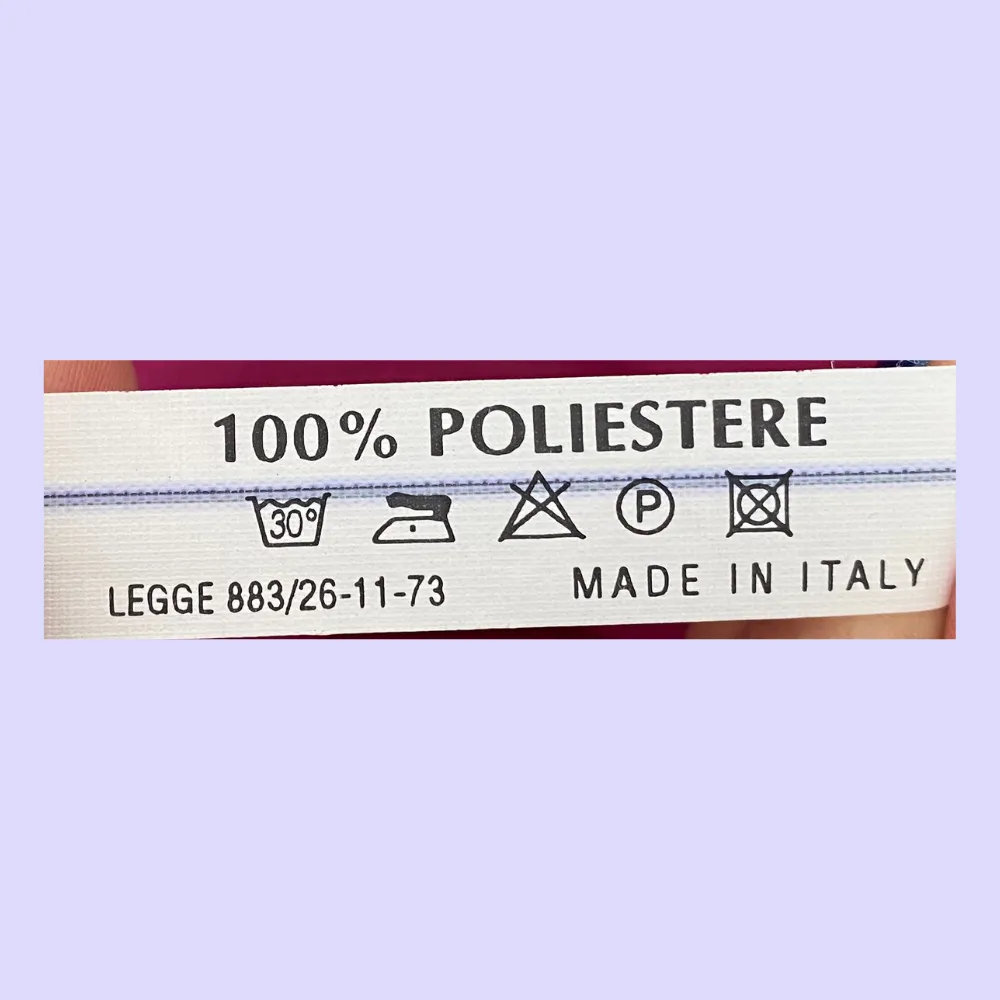 100% POLIESTERE
30° P
LEGGE 883/26-11-73 MADE IN ITALY